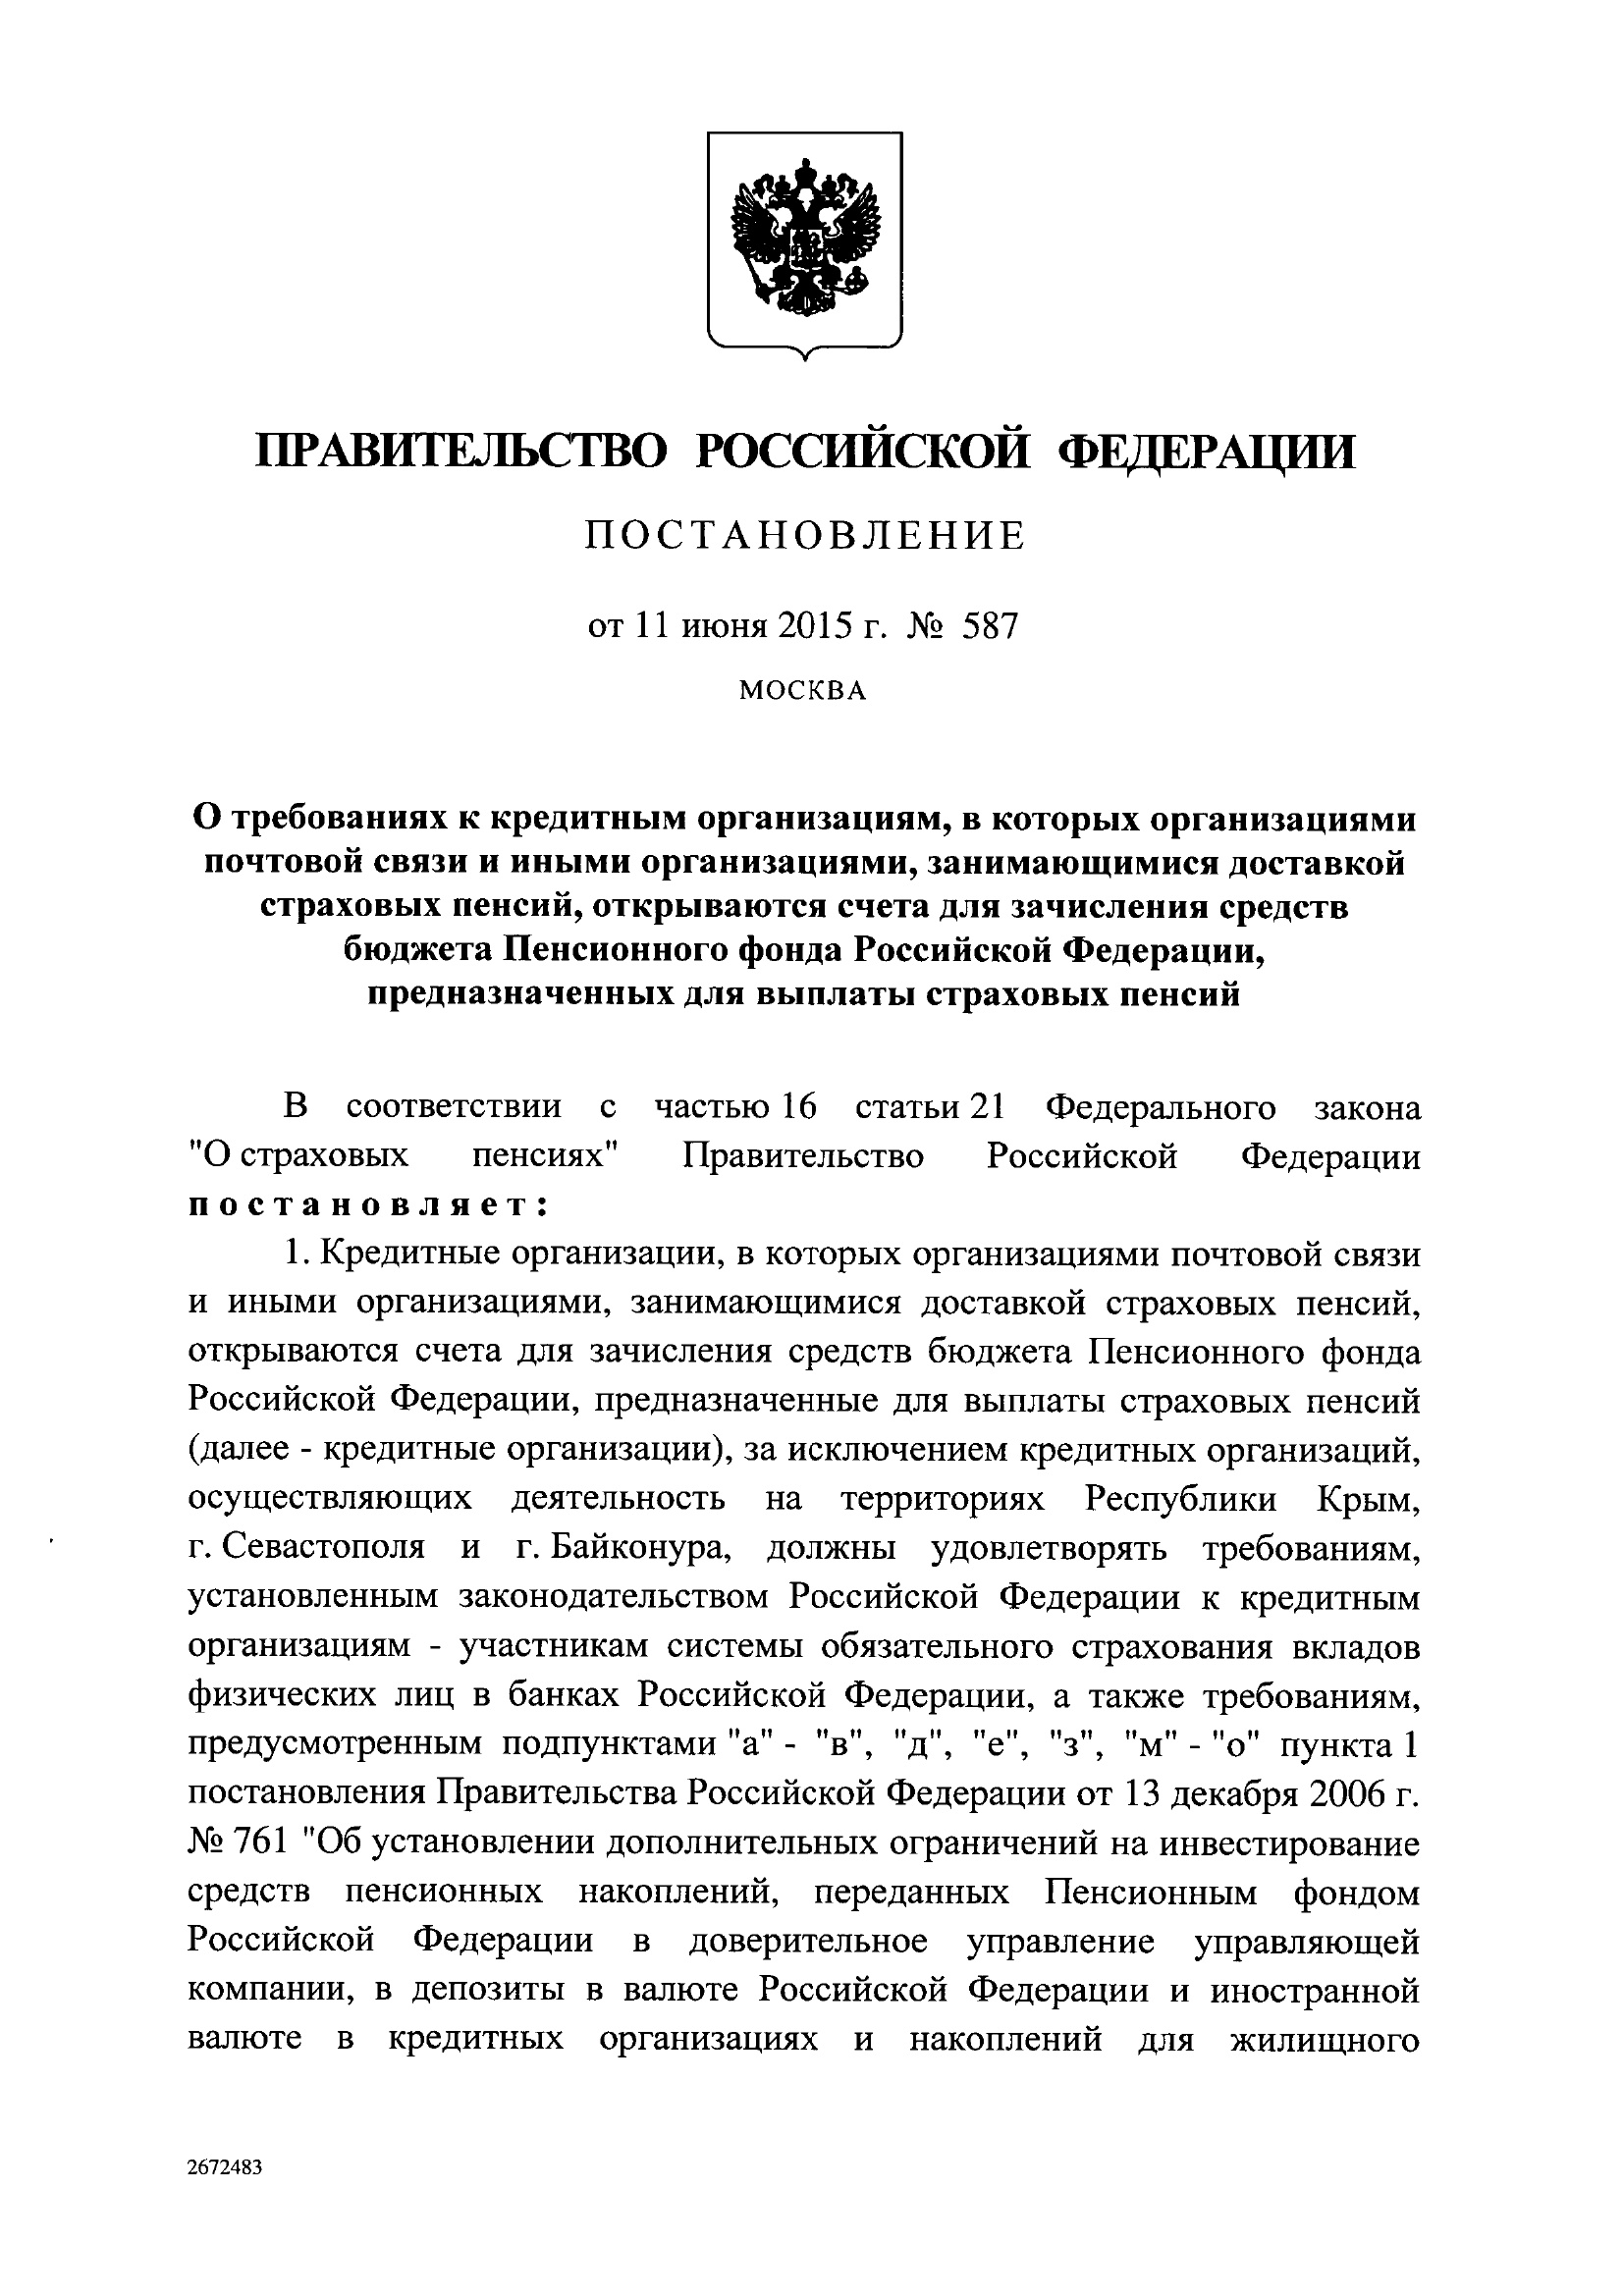 ПРАВИТЕЛЬСТВО РОССИЙСКОЙ ФЕДЕРАЦИИ
ПОСТАНОВЛЕНИЕ
от 11 июня 2015 г. № 587
МОСКВА
О требованиях к кредитным организациям, в которых организациями
почтовой связи и иными организациями, занимающимися доставкой
страховых пенсий, открываются счета для зачисления средств
бюджета Пенсионного фонда Российской Федерации,
предназначенных для выплаты страховых пенсий
В соответствии с частью 16 статьи 21 Федерального закона
"О страховых пенсиях" Правительство Российской Федерации
постановляет:
1. Кредитные организации, в которых организациями почтовой связи
и иными организациями, занимающимися доставкой страховых пенсий,
открываются счета для зачисления средств бюджета Пенсионного фонда
Российской Федерации, предназначенные для выплаты страховых пенсий
(далее - кредитные организации), за исключением кредитных организаций,
осуществляющих деятельность на территориях Республики Крым,
г. Севастополя и г. Байконура, должны удовлетворять требованиям,
установленным законодательством Российской Федерации к кредитным
организациям - участникам системы обязательного страхования вкладов
физических лиц в банках Российской Федерации, а также требованиям,
предусмотренным подпунктами "а" - "в", "д", "е", "з", "м" - "о" пункта 1
постановления Правительства Российской Федерации от 13 декабря 2006 г.
№ 761 "Об установлении дополнительных ограничений на инвестирование
средств пенсионных накоплений, переданных Пенсионным фондом
Российской Федерации в доверительное управление управляющей
компании, в депозиты в валюте Российской Федерации и иностранной
валюте в кредитных организациях и накоплений для жилищного
2672483